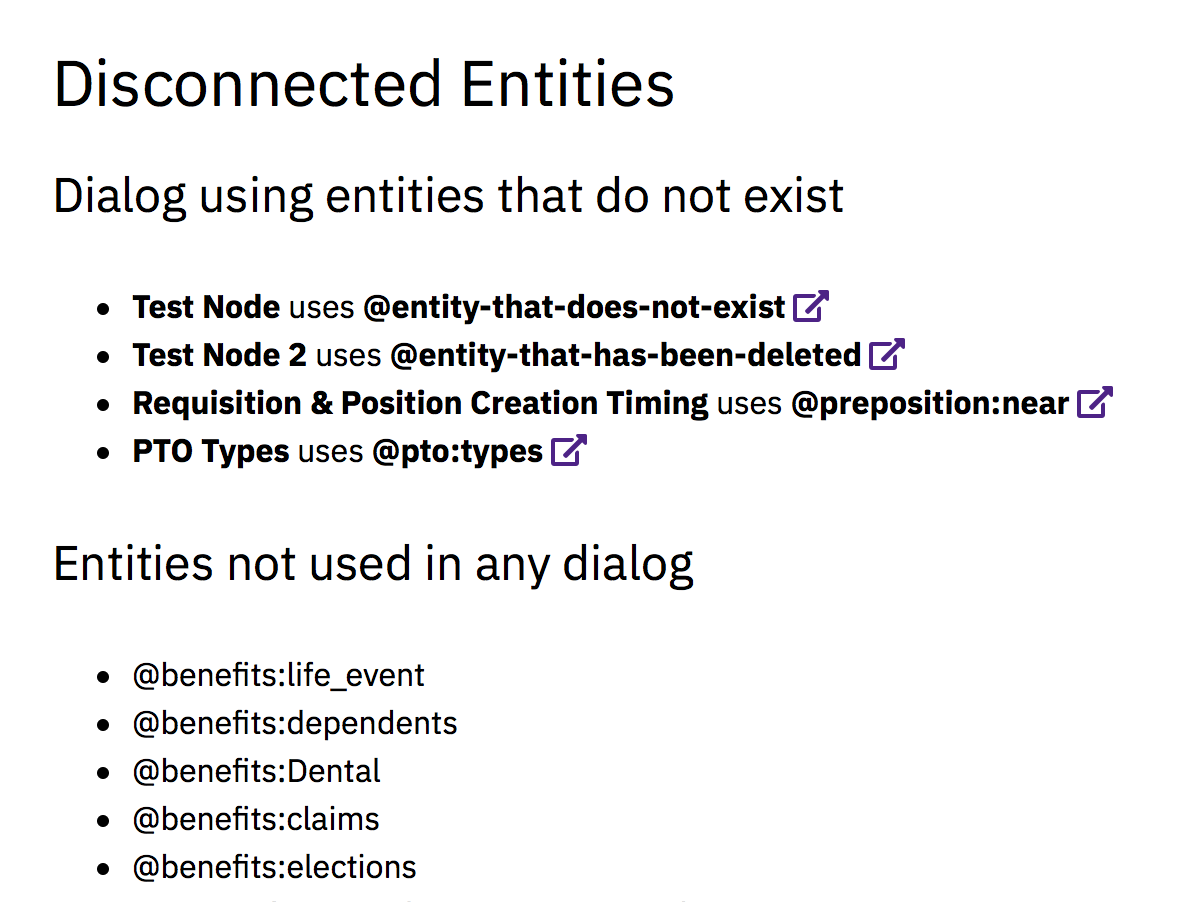 Disconnected Entities
Dialog using entities that do not exist
Test Node uses @entity-that-does-not-exist
Test Node 2 uses @entity-that-has-been-deleted
Requisition & Position Creation Timing uses @preposition:near
PTO Types uses @pto:types
Entities not used in any dialog
@benefits:life_event
@benefits:dependents
@benefits:Dental
@benefits:claims
@benefits:elections